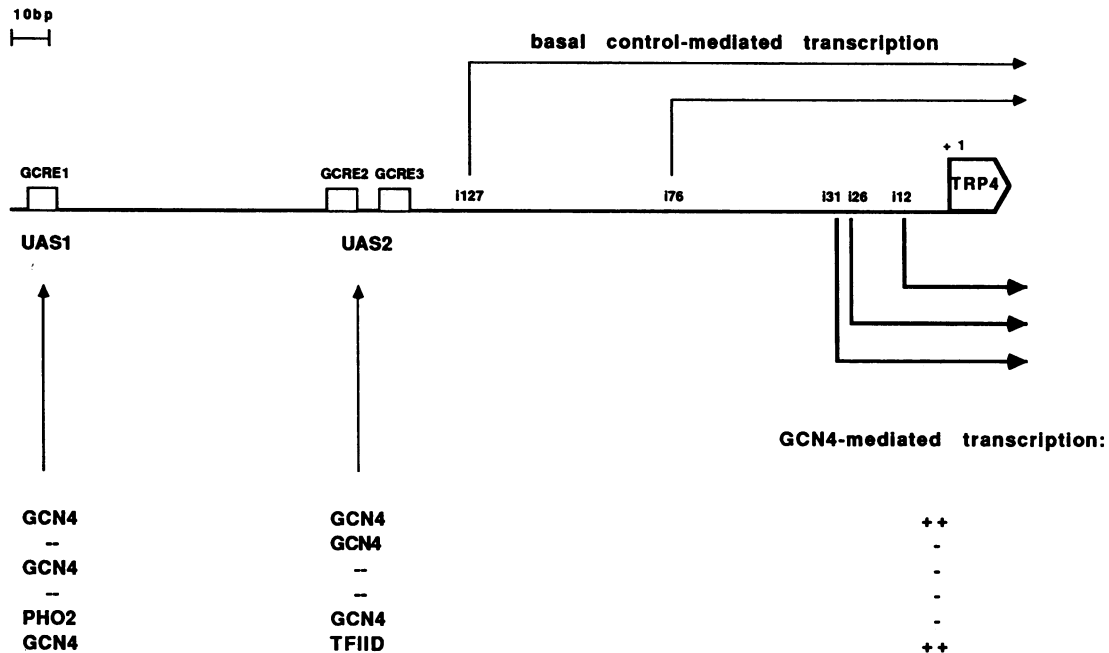 10bp
basal control-mediated transcription
+ 1
GCRE1 GCRE2 GCRE3 TRP4
i127 i76 i31 i26 i12
UAS1 UAS2
GCN4-mediated transcription:
GCN4 GCN4 ++
-- GCN4 -
GCN4 -- -
-- -- -
PHO2 GCN4 -
GCN4 TFIID ++